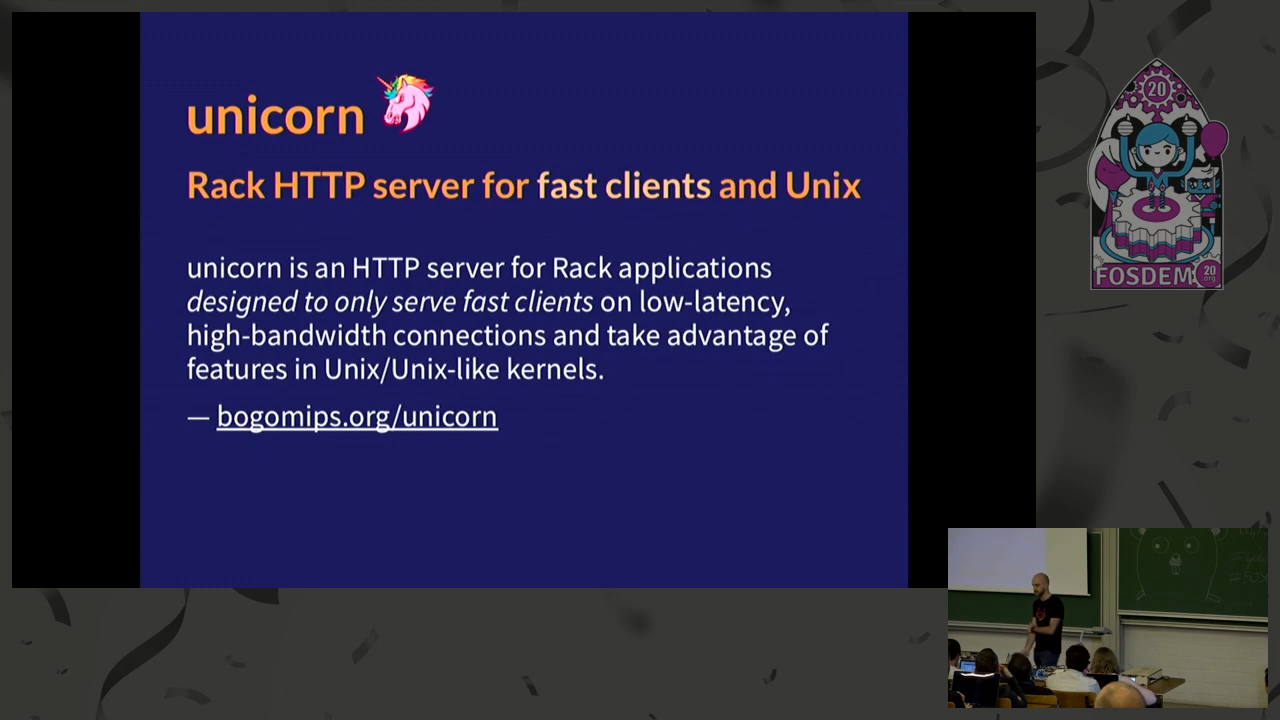 unicorn
Rack HTTP server for fast clients and Unix
unicorn is an HTTP server for Rack applications
designed to only serve fast clients on low-latency,
high-bandwidth connections and take advantage of
features in Unix/Unix-like kernels.
— bogomips.org/unicorn
20
FOSDEM
20
.org